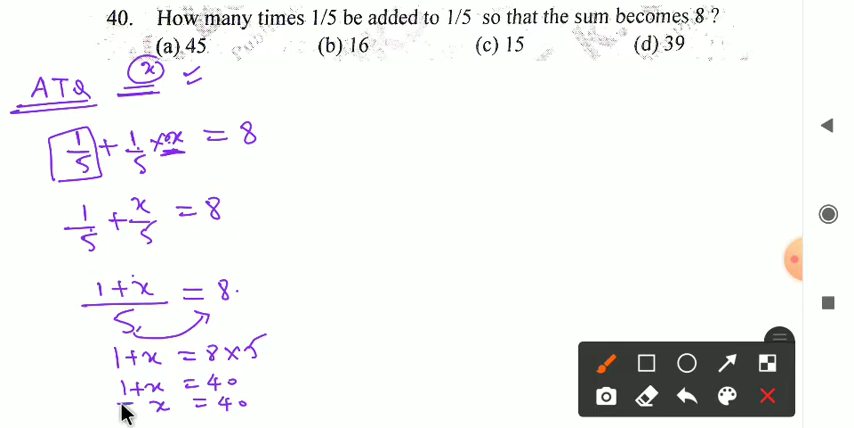 40. How many times 1/5 be added to 1/5 so that the sum becomes 8 ?
(a) 45 (b) 16 (c) 15 (d) 39
ATQ x
1/5 + 1/5 × x = 8
1/5 + x/5 = 8
1+x/5 = 8.
1+x = 8×5
1+x = 40
x = 40